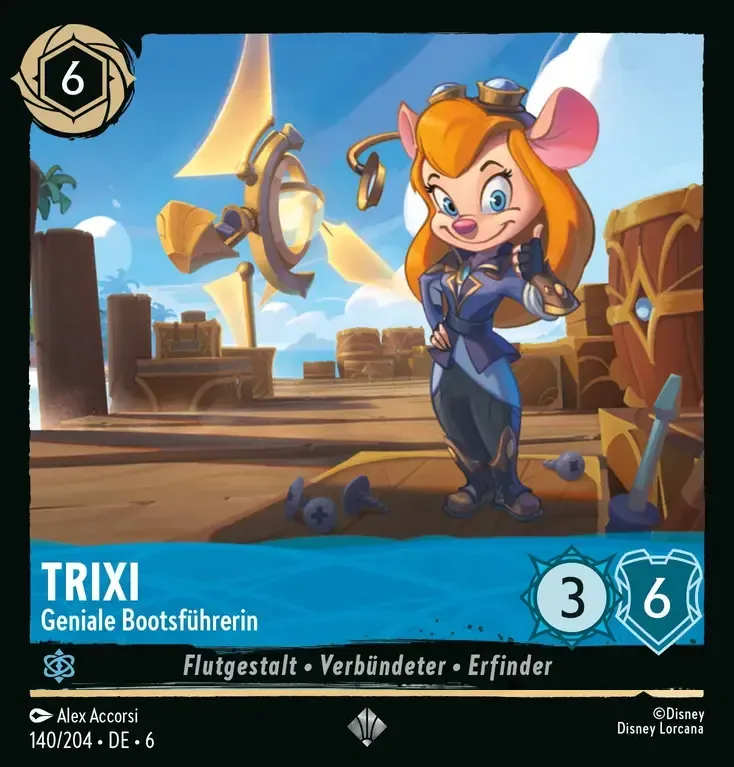 6
TRIXI
Geniale Bootsführerin
3
6
Flutgestalt • Verbündeter • Erfinder
Alex Accorsi
140/204 • DE • 6
©Disney
Disney Lorcana